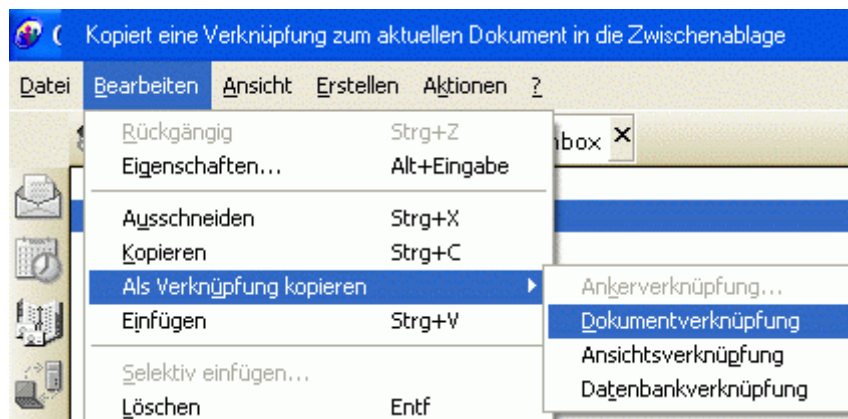 Kopiert eine Verknüpfung zum aktuellen Dokument in die Zwischenablage
Datei Bearbeiten Ansicht Erstellen Aktionen ?
Rückgängig Strg+Z
Eigenschaften... Alt+Eingabe
Ausschneiden Strg+X
Kopieren Strg+C
Als Verknüpfung kopieren
Einfügen Strg+V
Selektiv einfügen...
Löschen Entf
Ankerverknüpfung...
Dokumentverknüpfung
Ansichtsverknüpfung
Datenbankverknüpfung